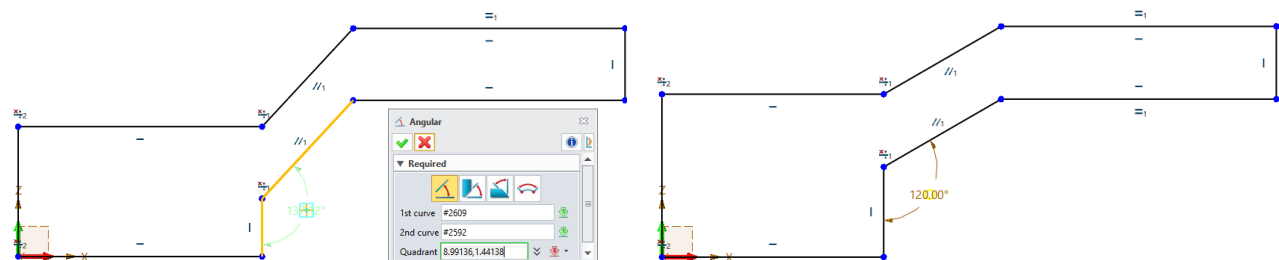 Angular
Required
1st curve #2609
2nd curve #2592
Quadrant 8.99136,1.44138
Z
X
120.00°
Z
X